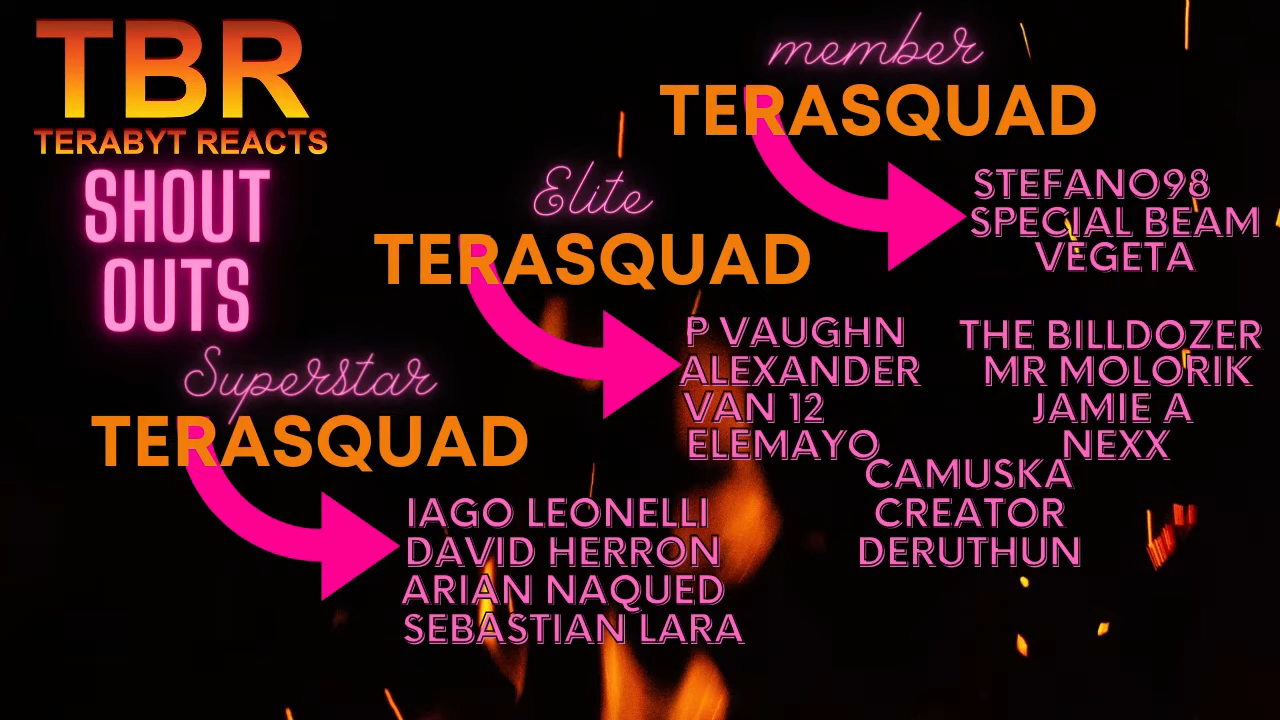 TBR
TERABYT REACTS
SHOUT
OUTS
member
TERASQUAD
STEFANO98
SPECIAL BEAM
VEGETA
Elite
TERASQUAD
P VAUGHN
ALEXANDER
VAN 12
ELEMAYO
THE BILLDOZER
MR MOLORIK
JAMIE A
NEXX
CAMUSKA
CREATOR
DERUTHUN
Superstar
TERASQUAD
IAGO LEONELLI
DAVID HERRON
ARIAN NAQUED
SEBASTIAN LARA